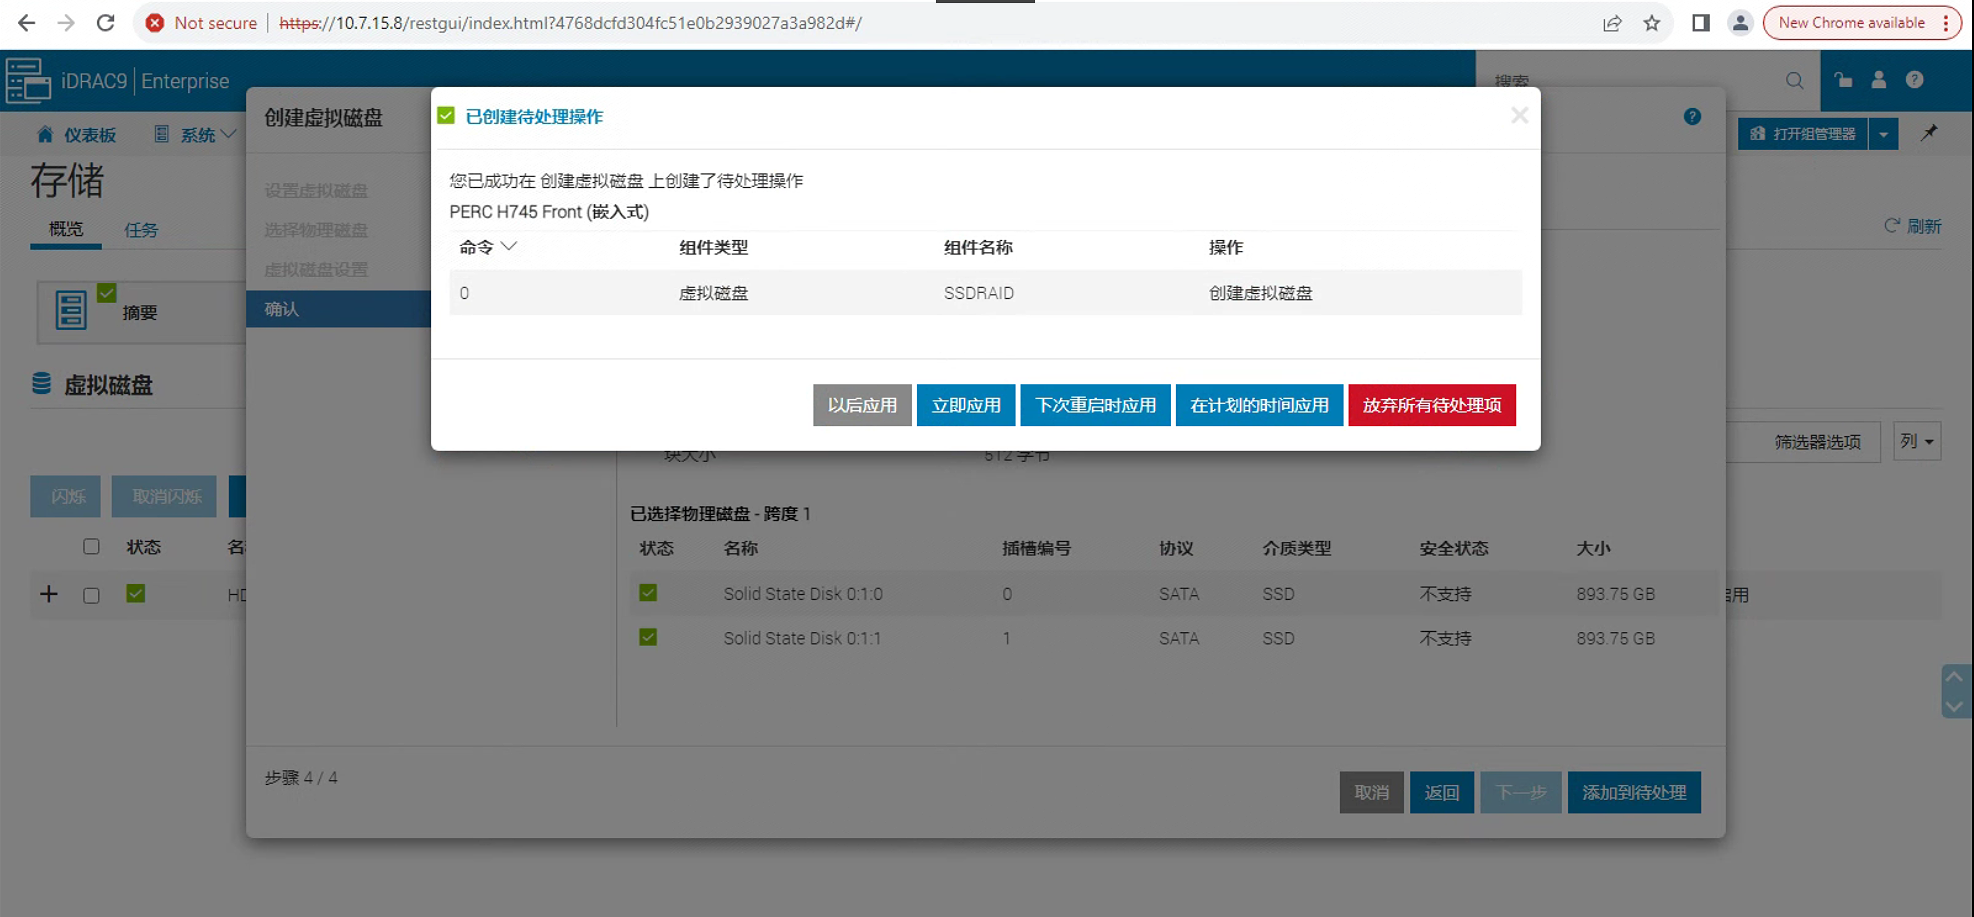 Not secure https://10.7.15.8/restgui/index.html?4768dcfd304fc51e0b2939027a3a982d#/ New Chrome available
iDRAC9 Enterprise 搜索
仪表板 系统 打开组管理器
存储
概览 任务 刷新
摘要
虚拟磁盘
筛选器选项 列
闪烁 取消闪烁
状态
HD 启用
创建虚拟磁盘
设置虚拟磁盘
选择物理磁盘
虚拟磁盘设置
确认
已创建待处理操作
您已成功在 创建虚拟磁盘 上创建了待处理操作
PERC H745 Front (嵌入式)
命令 组件类型 组件名称 操作
0 虚拟磁盘 SSDRAID 创建虚拟磁盘
以后应用 立即应用 下次重启时应用 在计划的时间应用 放弃所有待处理项
块大小 512 字节
已选择物理磁盘 - 跨度 1
状态 名称 插槽编号 协议 介质类型 安全状态 大小
Solid State Disk 0:1:0 0 SATA SSD 不支持 893.75 GB
Solid State Disk 0:1:1 1 SATA SSD 不支持 893.75 GB
步骤 4 / 4
取消 返回 下一步 添加到待处理